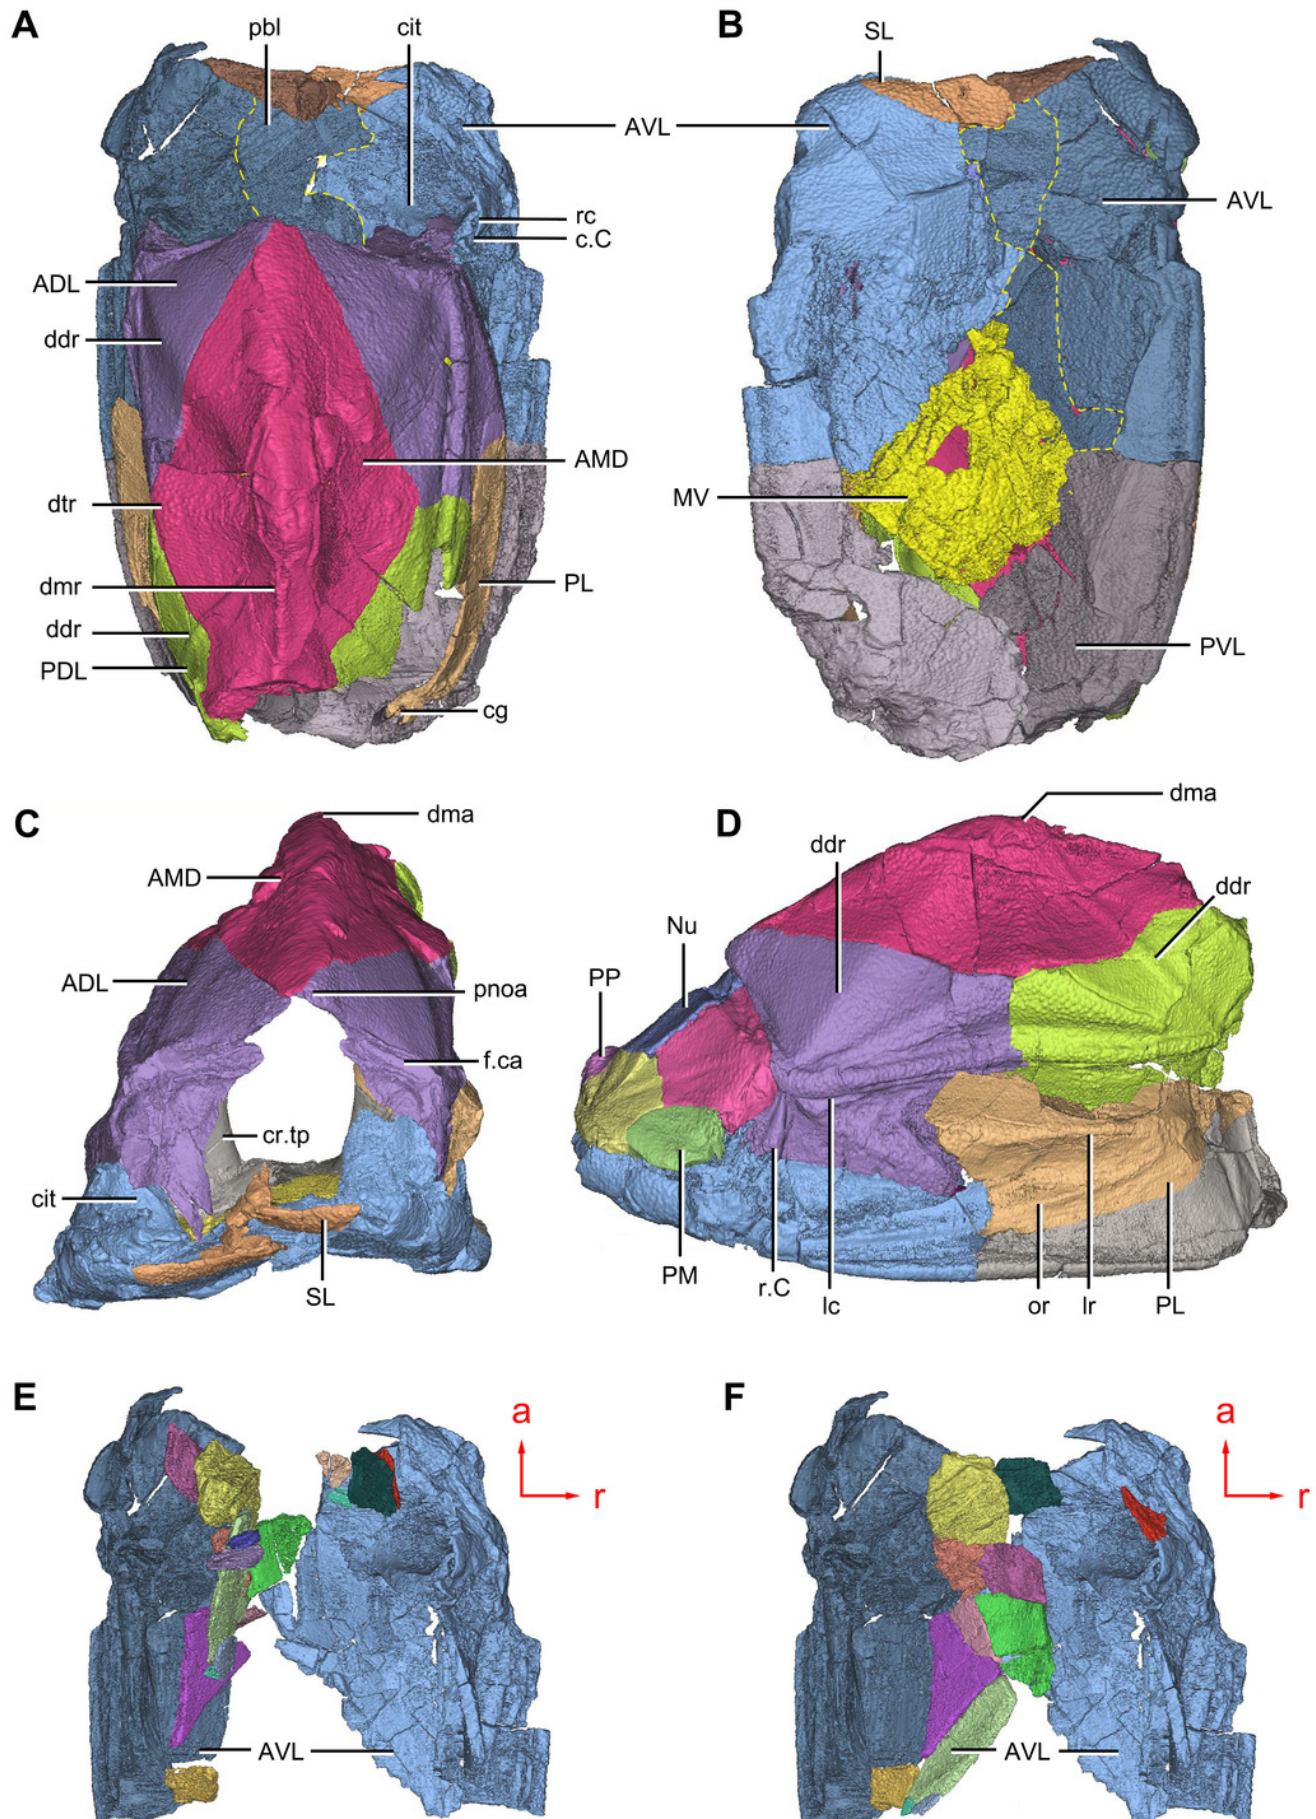 A
pbl
cit
B
SL
AVL
AVL
rc
c.C
ADL
ddr
AMD
dtr
MV
dmr
PL
ddr
PVL
PDL
cg
C
dma
D
dma
AMD
ddr
ddr
Nu
ADL
pnoa
PP
f.ca
cr.tp
cit
SL
PM
r.C
lc
or
lr
PL
E
a
r
F
a
r
AVL
AVL